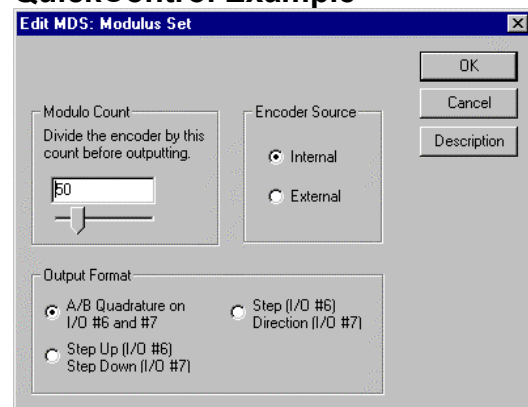 QuickControl Example
Edit MDS: Modulus Set
OK
Cancel
Description
Modulo Count
Divide the encoder by this
count before outputting.
50
Encoder Source
Internal
External
Output Format
A/B Quadrature on
I/O #6 and #7
Step (I/O #6)
Direction (I/O #7)
Step Up (I/O #6)
Step Down (I/O #7)